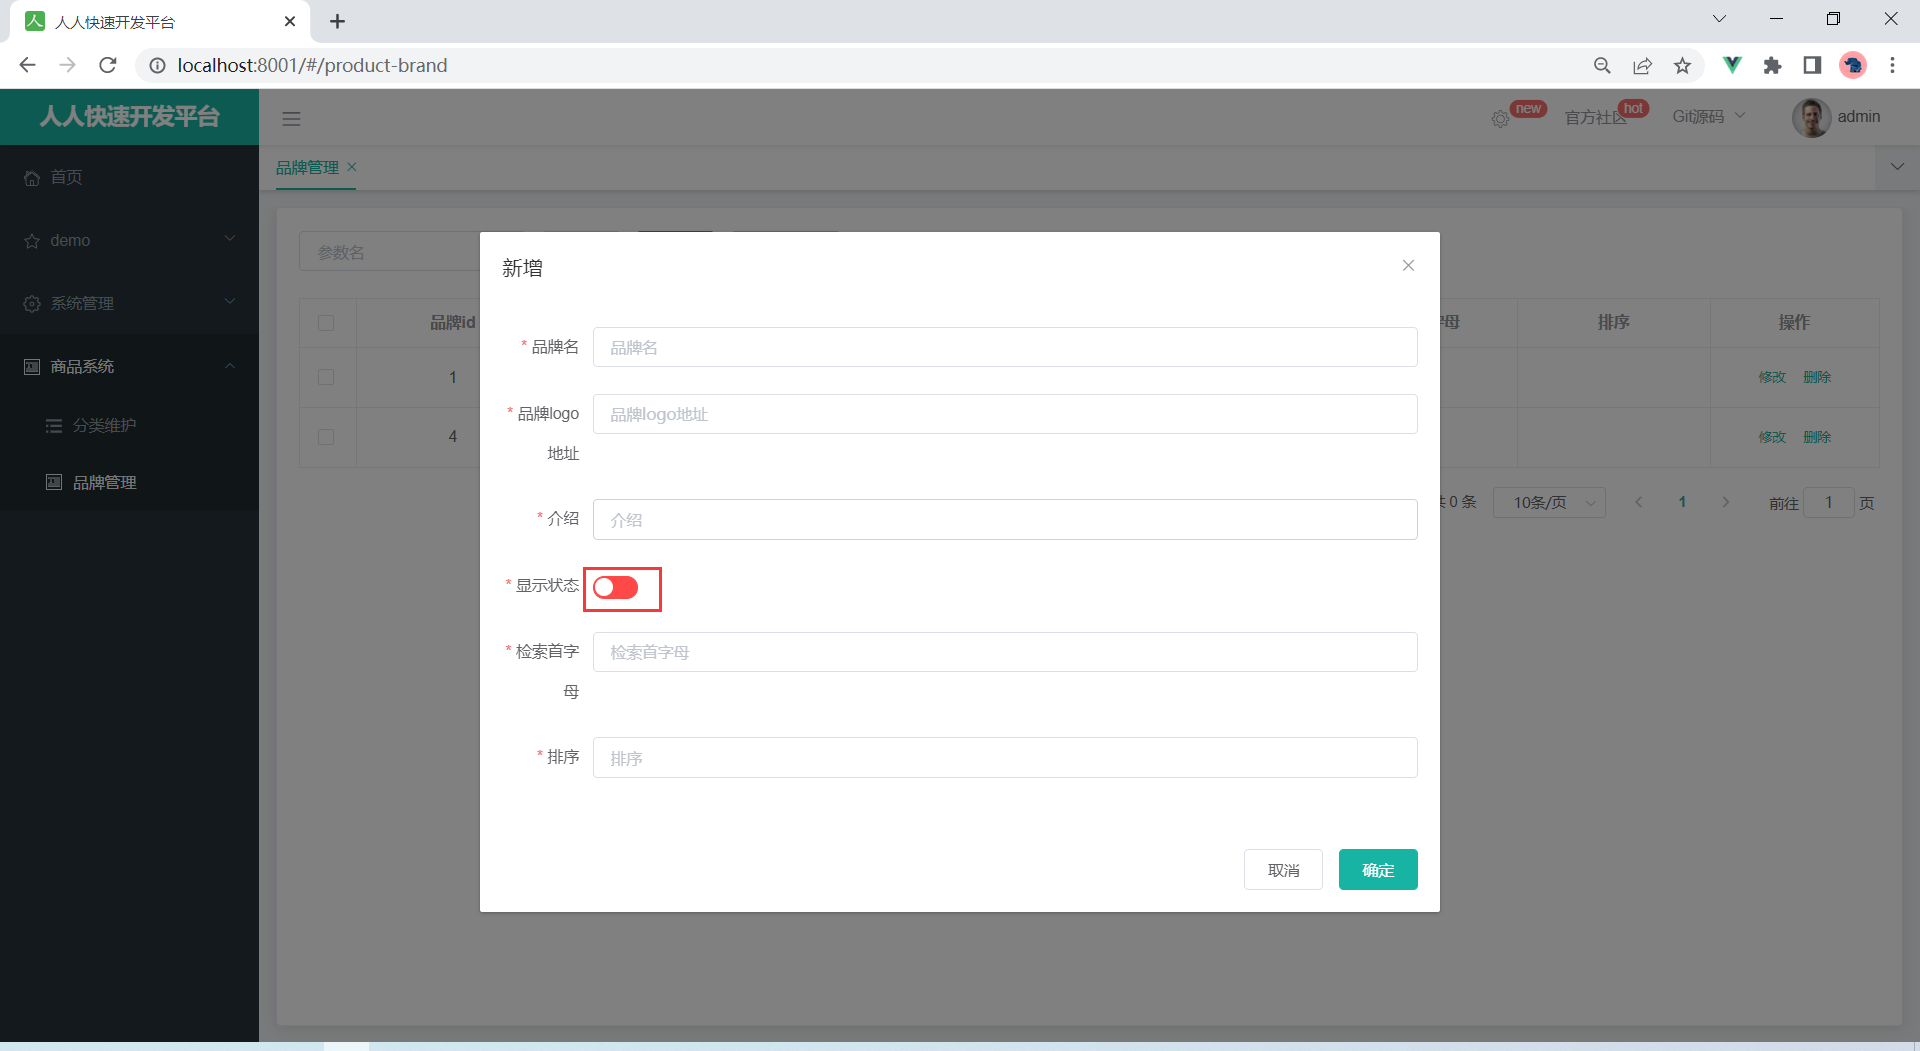 人人快速开发平台
localhost:8001/#/product-brand
人人快速开发平台
new
官方社区
hot
Git源码
admin
品牌管理
首页
demo
系统管理
商品系统
分类维护
品牌管理
参数名
品牌id
字母
排序
操作
1
修改 删除
4
修改 删除
共 0 条
10条/页
1
前往 1 页
新增
* 品牌名
品牌名
* 品牌logo
地址
品牌logo地址
* 介绍
介绍
* 显示状态
* 检索首字
母
检索首字母
* 排序
排序
取消
确定